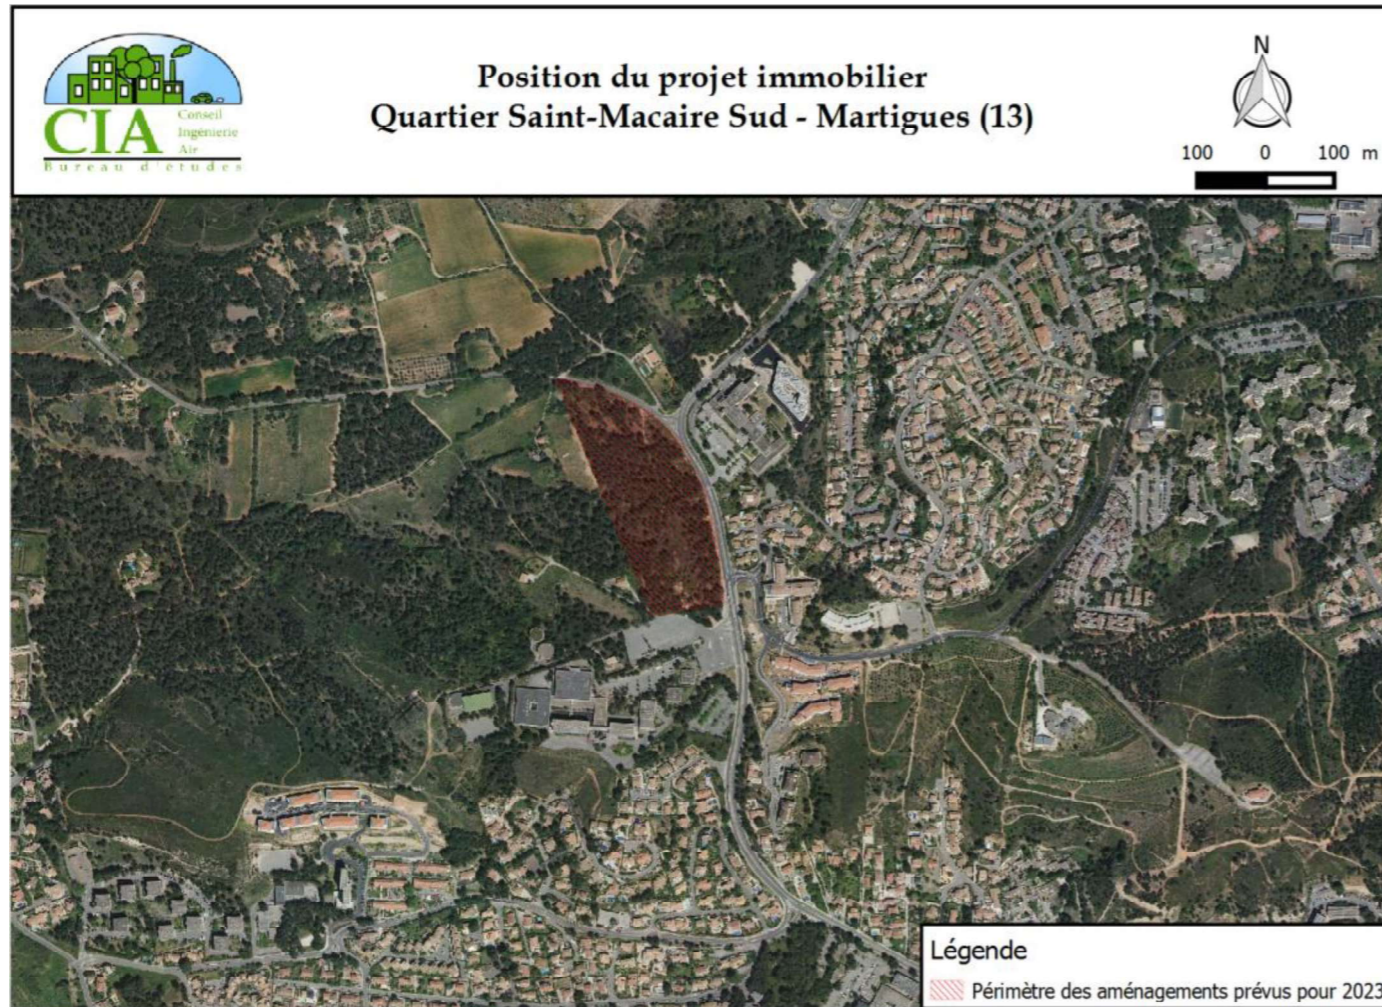 CIA
Conseil
Ingénierie
Air
Bureau d'études
Position du projet immobilier
Quartier Saint-Macaire Sud - Martigues (13)
N
100 0 100 m
Légende
Périmètre des aménagements prévus pour 2023